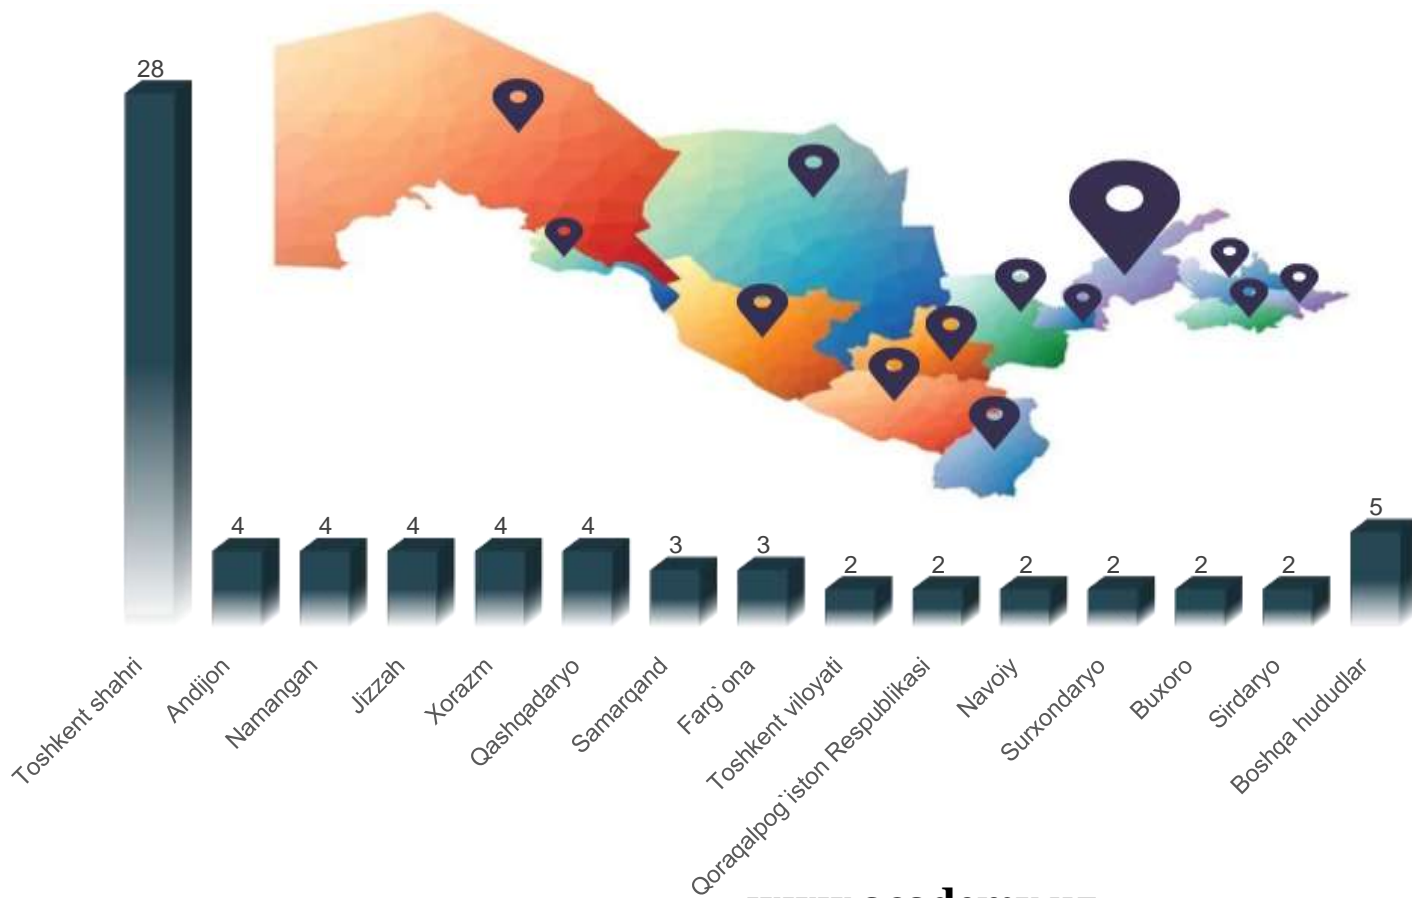 28
4
4
4
4
4
3
3
2
2
2
2
2
2
5
Toshkent shahri
Andijon
Namangan
Jizzah
Xorazm
Qashqadaryo
Samarqand
Farg`ona
Toshkent viloyati
Qoraqalpog`iston Respublikasi
Navoiy
Surxondaryo
Buxoro
Sirdaryo
Boshqa hududlar